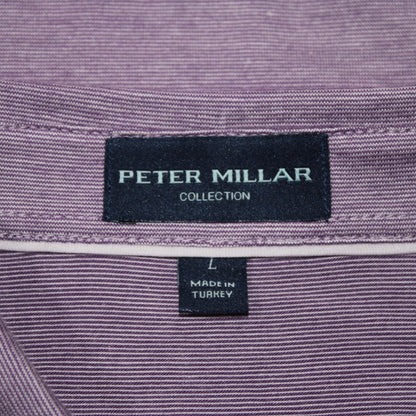 PETER MILLAR
COLLECTION
L
MADE IN
TURKEY